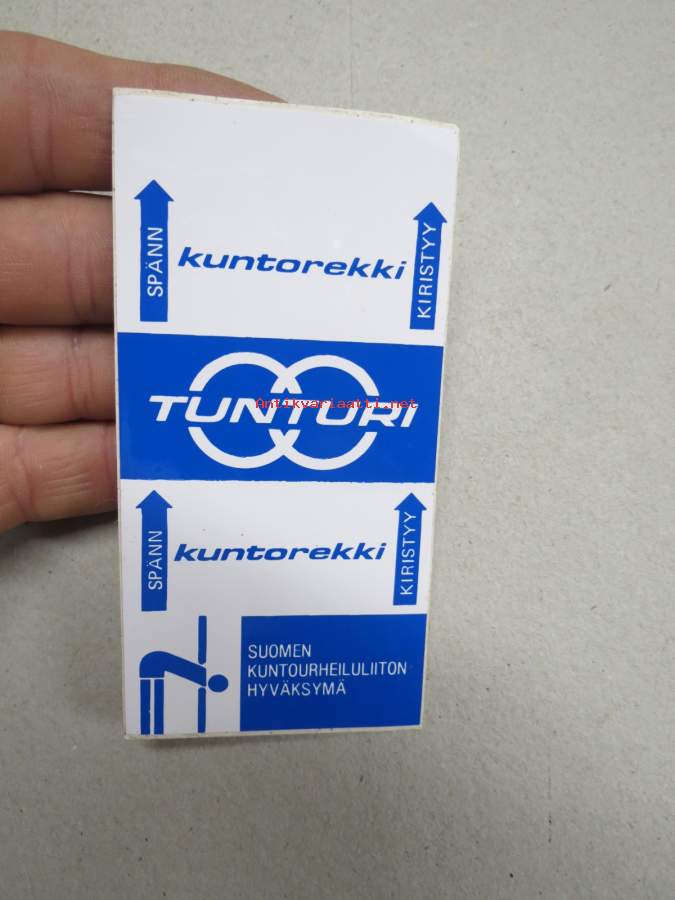 SPÄNN
kuntorekki
KIRISTYY
TUNTURI
Antikvariaatti.net
SPÄNN
kuntorekki
KIRISTYY
SUOMEN
KUNTOURHEILULIITON
HYVÄKSYMÄ